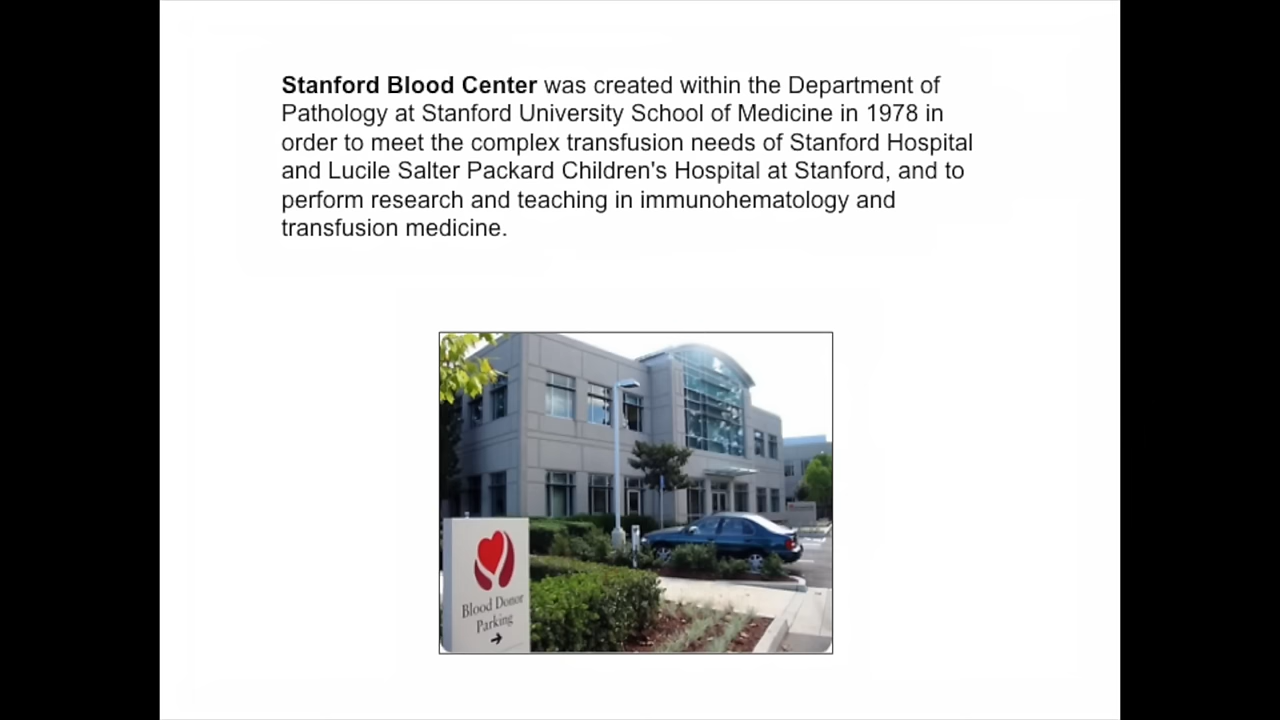 Stanford Blood Center was created within the Department of
Pathology at Stanford University School of Medicine in 1978 in
order to meet the complex transfusion needs of Stanford Hospital
and Lucile Salter Packard Children's Hospital at Stanford, and to
perform research and teaching in immunohematology and
transfusion medicine.
Blood Donor
Parking